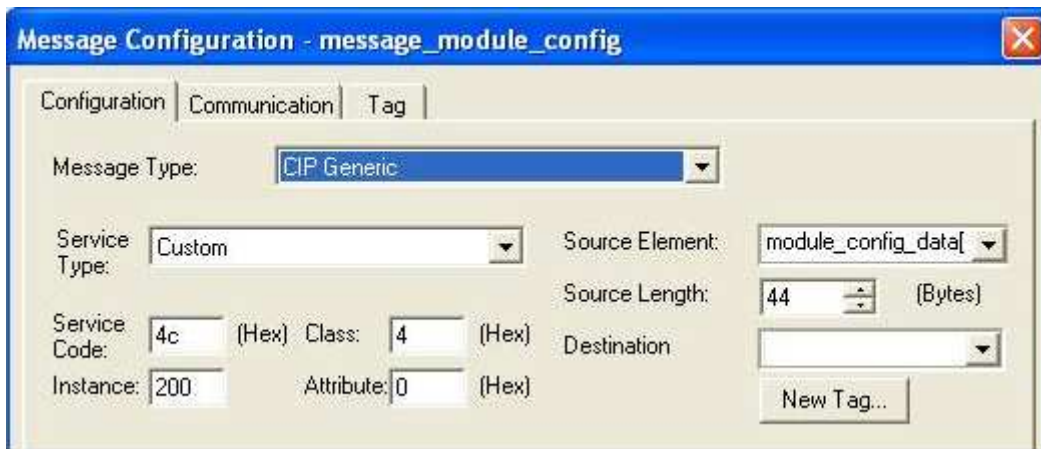 Message Configuration - message_module_config
Configuration
Communication
Tag
Message Type:
CIP Generic
Service
Type:
Custom
Source Element:
module_config_data[
Source Length:
44
(Bytes)
Service
Code:
4c
(Hex)
Class:
4
(Hex)
Destination
Instance:
200
Attribute:
0
(Hex)
New Tag...